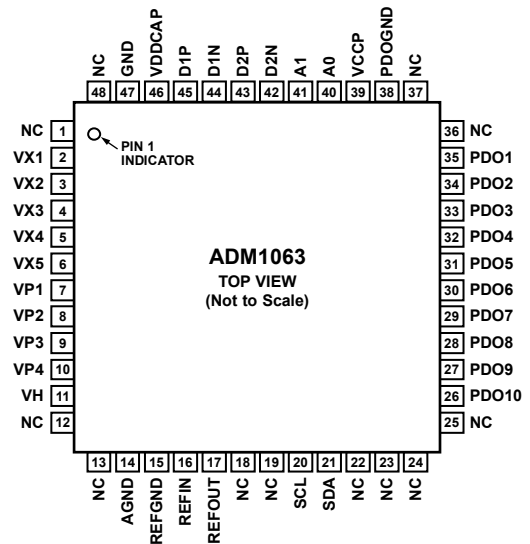 NC GND VDDCAP D1P D1N D2P D2N A1 A0 VCCP PDOGND NC
48 47 46 45 44 43 42 41 40 39 38 37
NC 1
VX1 2
VX2 3
VX3 4
VX4 5
VX5 6
VP1 7
VP2 8
VP3 9
VP4 10
VH 11
NC 12
PIN 1
INDICATOR
ADM1063
TOP VIEW
(Not to Scale)
36 NC
35 PDO1
34 PDO2
33 PDO3
32 PDO4
31 PDO5
30 PDO6
29 PDO7
28 PDO8
27 PDO9
26 PDO10
25 NC
13 14 15 16 17 18 19 20 21 22 23 24
NC AGND REFGND REFIN REFOUT NC NC SCL SDA NC NC NC